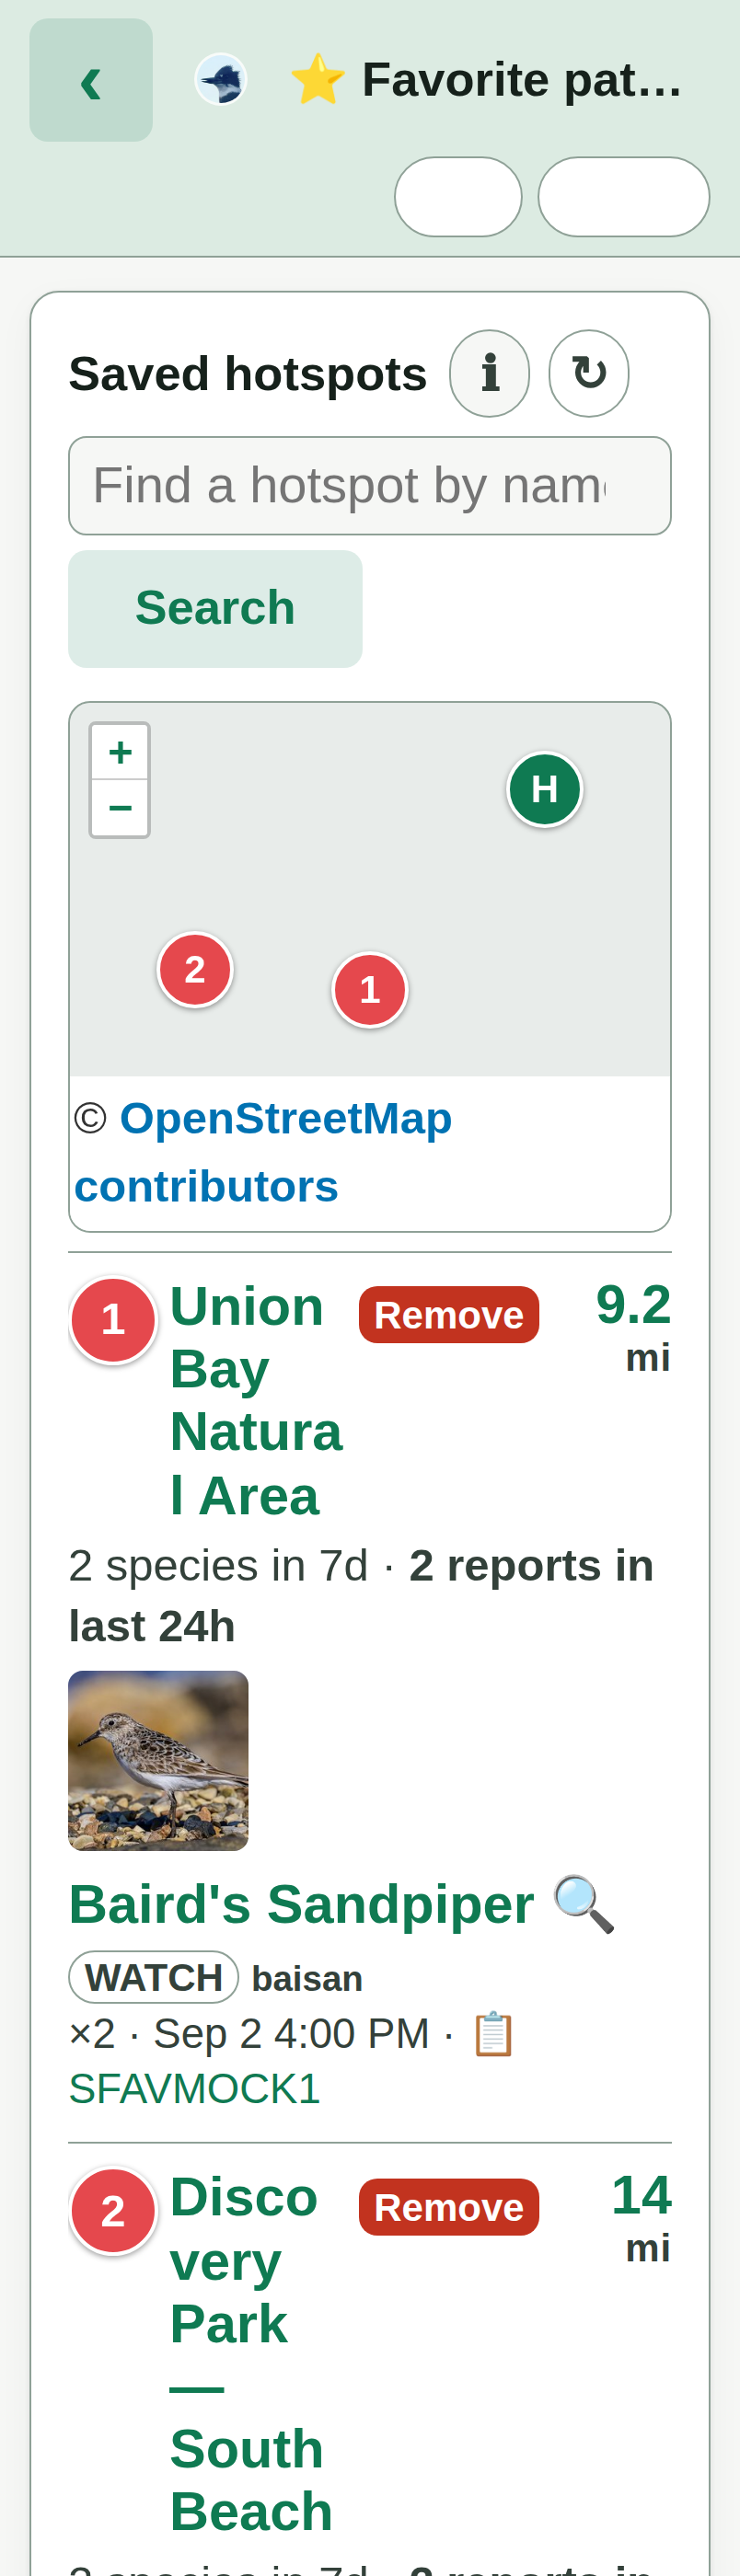 ‹ ⭐ Favorite pat…
Saved hotspots ℹ ↻
Find a hotspot by name
Search
+
−
H
2
1
© OpenStreetMap
contributors
1 Union Remove 9.2
Bay mi
Natura
l Area
2 species in 7d · 2 reports in
last 24h
Baird's Sandpiper 🔍
WATCH baisan
×2 · Sep 2 4:00 PM · 📋
SFAVMOCK1
2 Disco Remove 14
very mi
Park
—
South
Beach